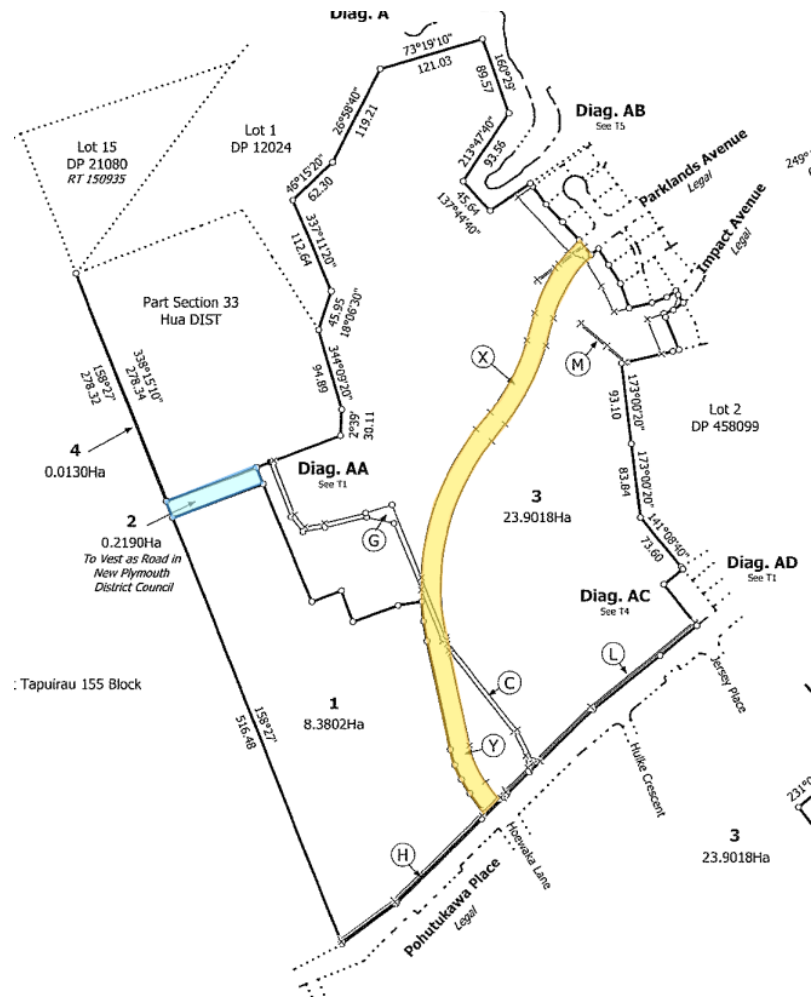 Diag. A
73°19'10"
121.03
160°29'
89.57
26°58'40"
119.21
Diag. AB
See T5
213°47'40"
93.56
Lot 1
DP 12024
Lot 15
DP 21080
RT 150935
46°15'20"
62.30
45.64
137°44'40"
Parklands Avenue
Legal
Impact Avenue
Legal
249°
337°11'20"
112.64
Part Section 33
Hua DIST
45.95
18°06'30"
344°09'20"
94.89
X
M
338°15'10"
278.34
158°27'
278.32
173°00'20"
93.10
Lot 2
DP 458099
2°39'
30.11
4
0.0130Ha
Diag. AA
See T1
3
23.9018Ha
173°00'20"
83.84
2
0.2190Ha
To Vest as Road in
New Plymouth
District Council
G
141°08'40"
73.60
Diag. AD
See T1
Diag. AC
See T4
L
: Tapuirau 155 Block
C
Jersey Place
1
8.3802Ha
158°27'
516.48
Y
Hulke Crescent
231°0
3
23.9018Ha
Hoewaka Lane
H
Pohutukawa Place
Legal